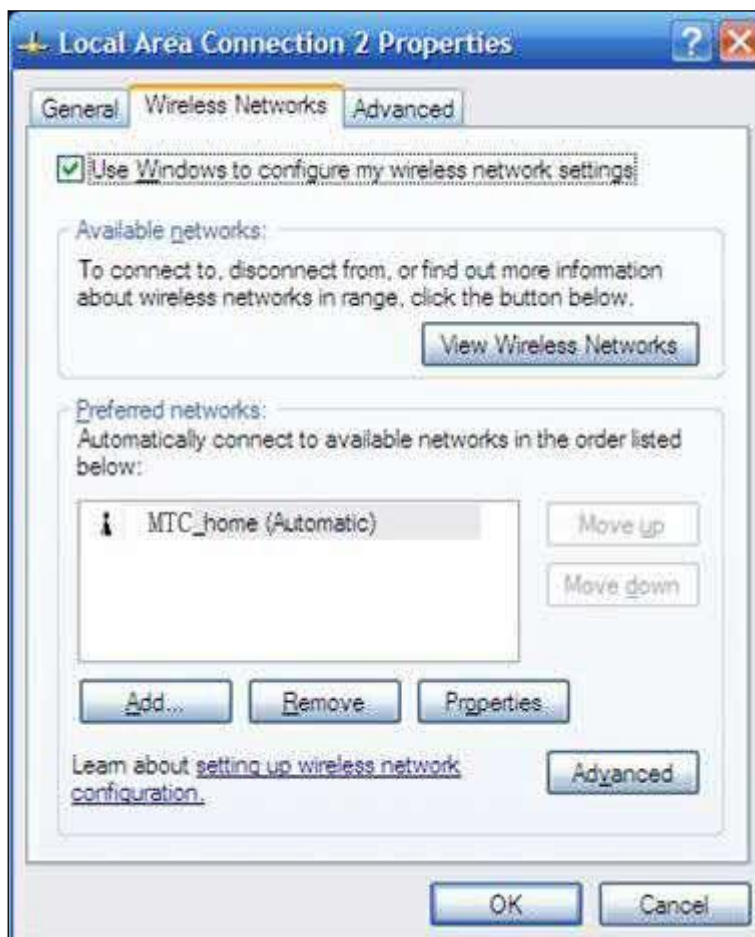 Local Area Connection 2 Properties
General
Wireless Networks
Advanced
Use Windows to configure my wireless network settings
Available networks:
To connect to, disconnect from, or find out more information
about wireless networks in range, click the button below.
View Wireless Networks
Preferred networks:
Automatically connect to available networks in the order listed
below:
MTC_home (Automatic)
Move up
Move down
Add...
Remove
Properties
Learn about setting up wireless network
configuration.
Advanced
OK
Cancel